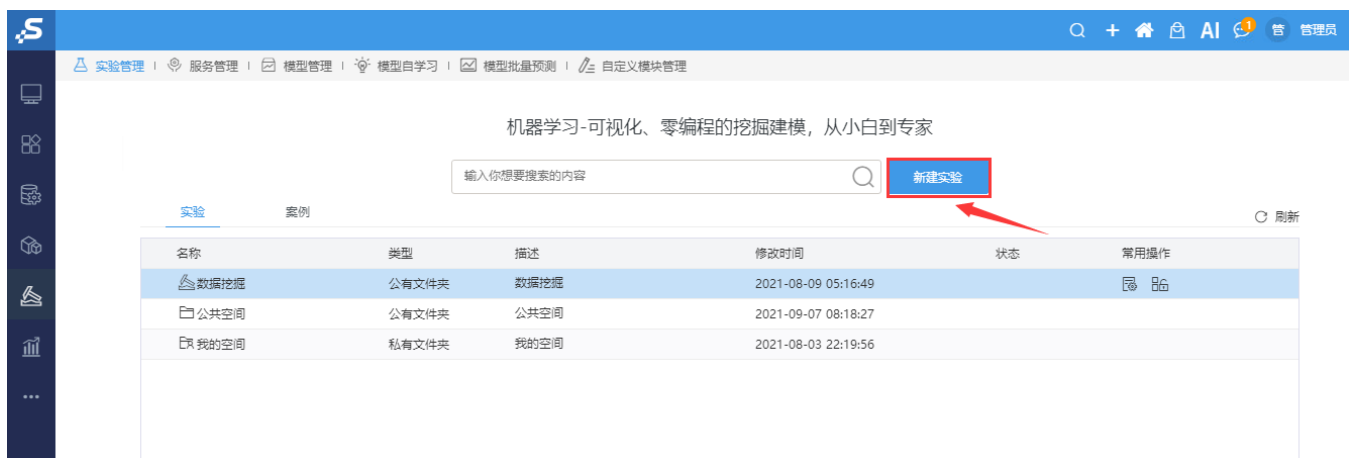 S
AI 1 管 管理员
实验管理 服务管理 模型管理 模型自学习 模型批量预测 自定义模块管理
机器学习-可视化、零编程的挖掘建模，从小白到专家
输入你想要搜索的内容 新建实验
实验 案例 刷新
名称 类型 描述 修改时间 状态 常用操作
数据挖掘 公有文件夹 数据挖掘 2021-08-09 05:16:49
公共空间 公有文件夹 公共空间 2021-09-07 08:18:27
我的空间 私有文件夹 我的空间 2021-08-03 22:19:56